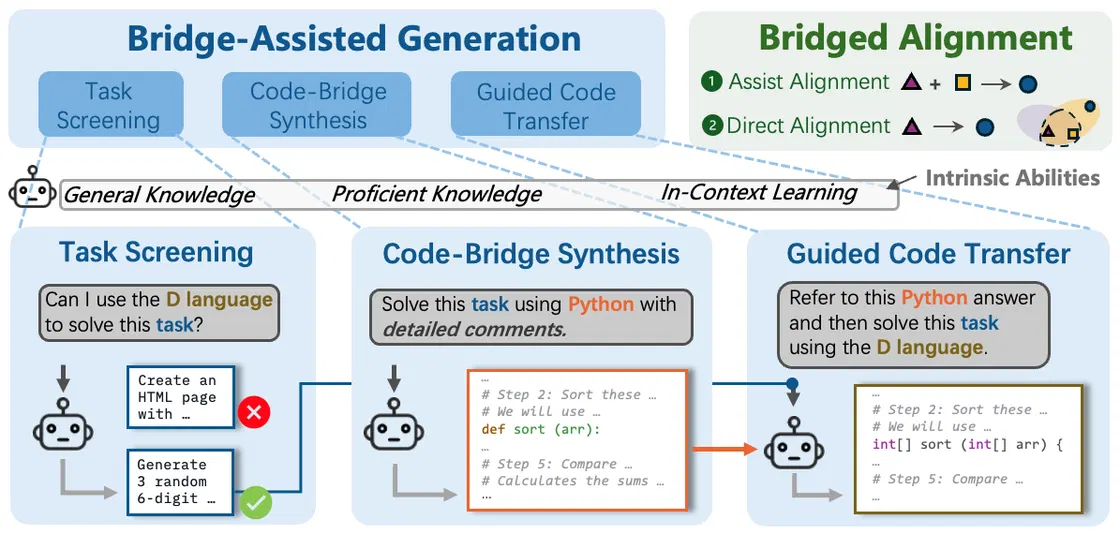 Bridge-Assisted Generation
Task
Screening
Code-Bridge
Synthesis
Guided Code
Transfer
Bridged Alignment
1 Assist Alignment +
2 Direct Alignment
General Knowledge
Proficient Knowledge
In-Context Learning
Intrinsic Abilities
Task Screening
Can I use the D language
to solve this task?
Create an
HTML page
with …
Generate
3 random
6-digit …
Code-Bridge Synthesis
Solve this task using Python with
detailed comments.
…
# Step 2: Sort these …
# We will use …
def sort (arr):
…
# Step 5: Compare …
# Calculates the sums …
…
Guided Code Transfer
Refer to this Python answer
and then solve this task
using the D language.
…
# Step 2: Sort these …
# We will use …
int[] sort (int[] arr) {
…
# Step 5: Compare …
…